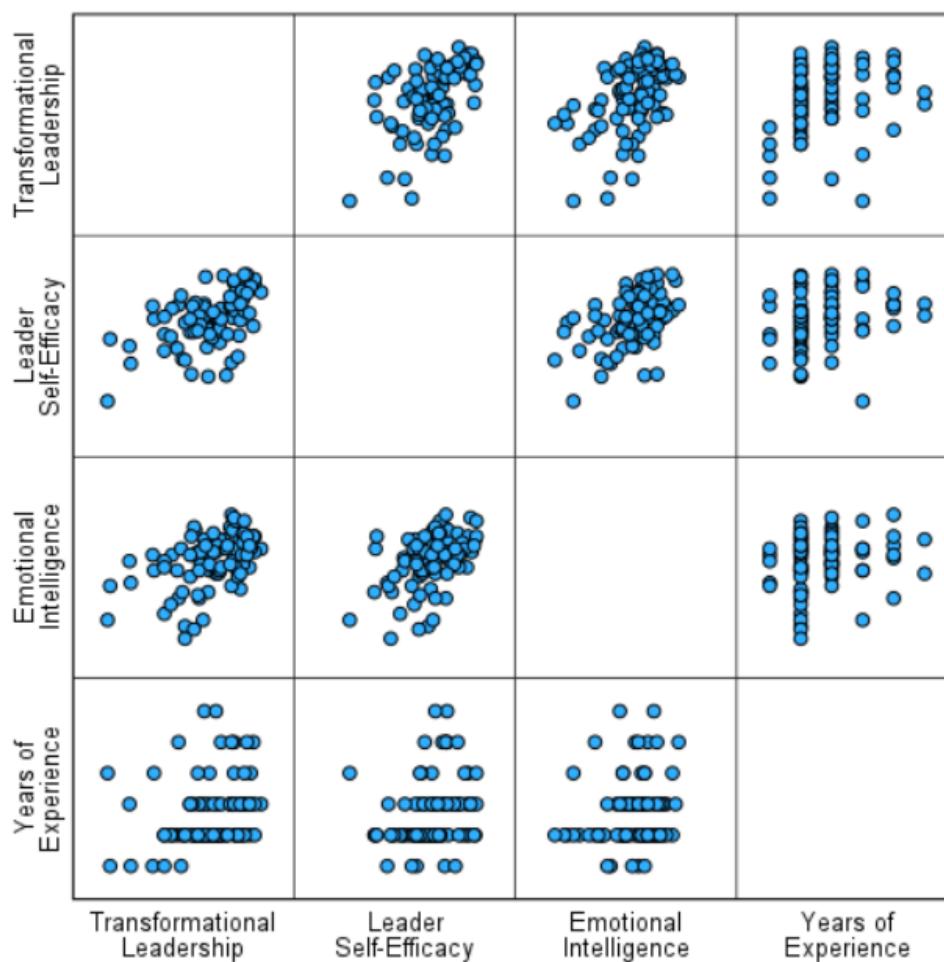 Transformational
Leadership
Leader
Self-Efficacy
Emotional
Intelligence
Years of
Experience
Transformational
Leadership
Leader
Self-Efficacy
Emotional
Intelligence
Years of
Experience